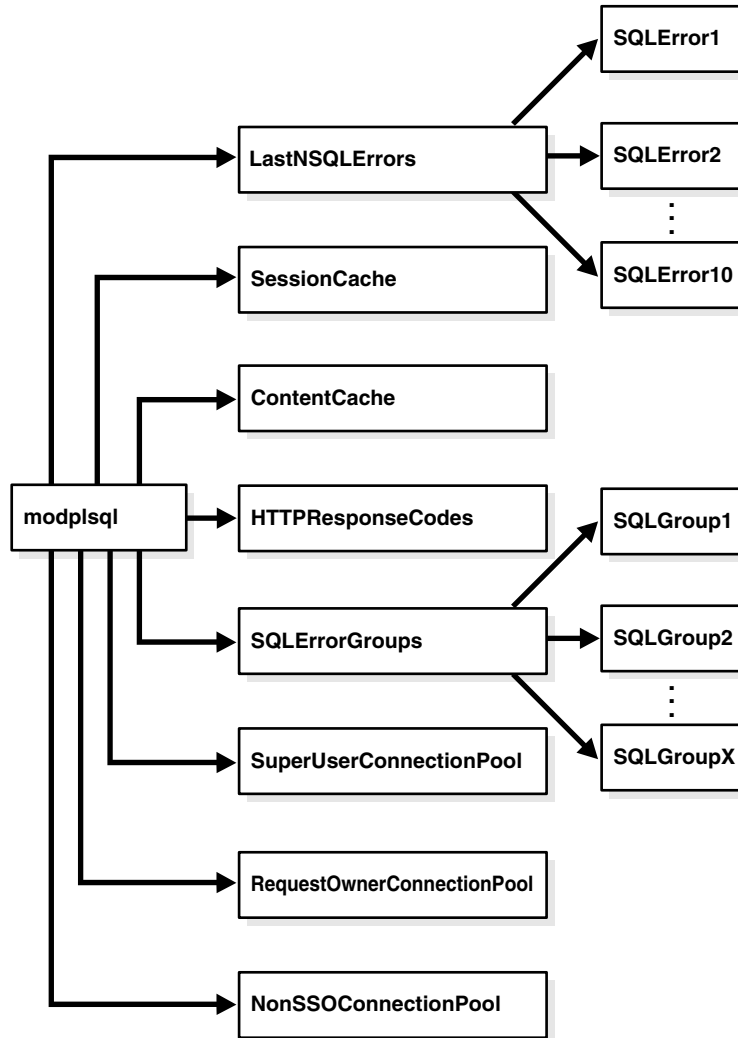 SQLError1
LastNSQLErrors
SQLError2
SessionCache
SQLError10
ContentCache
modplsql
HTTPResponseCodes
SQLGroup1
SQLErrorGroups
SQLGroup2
SuperUserConnectionPool
SQLGroupX
RequestOwnerConnectionPool
NonSSOConnectionPool